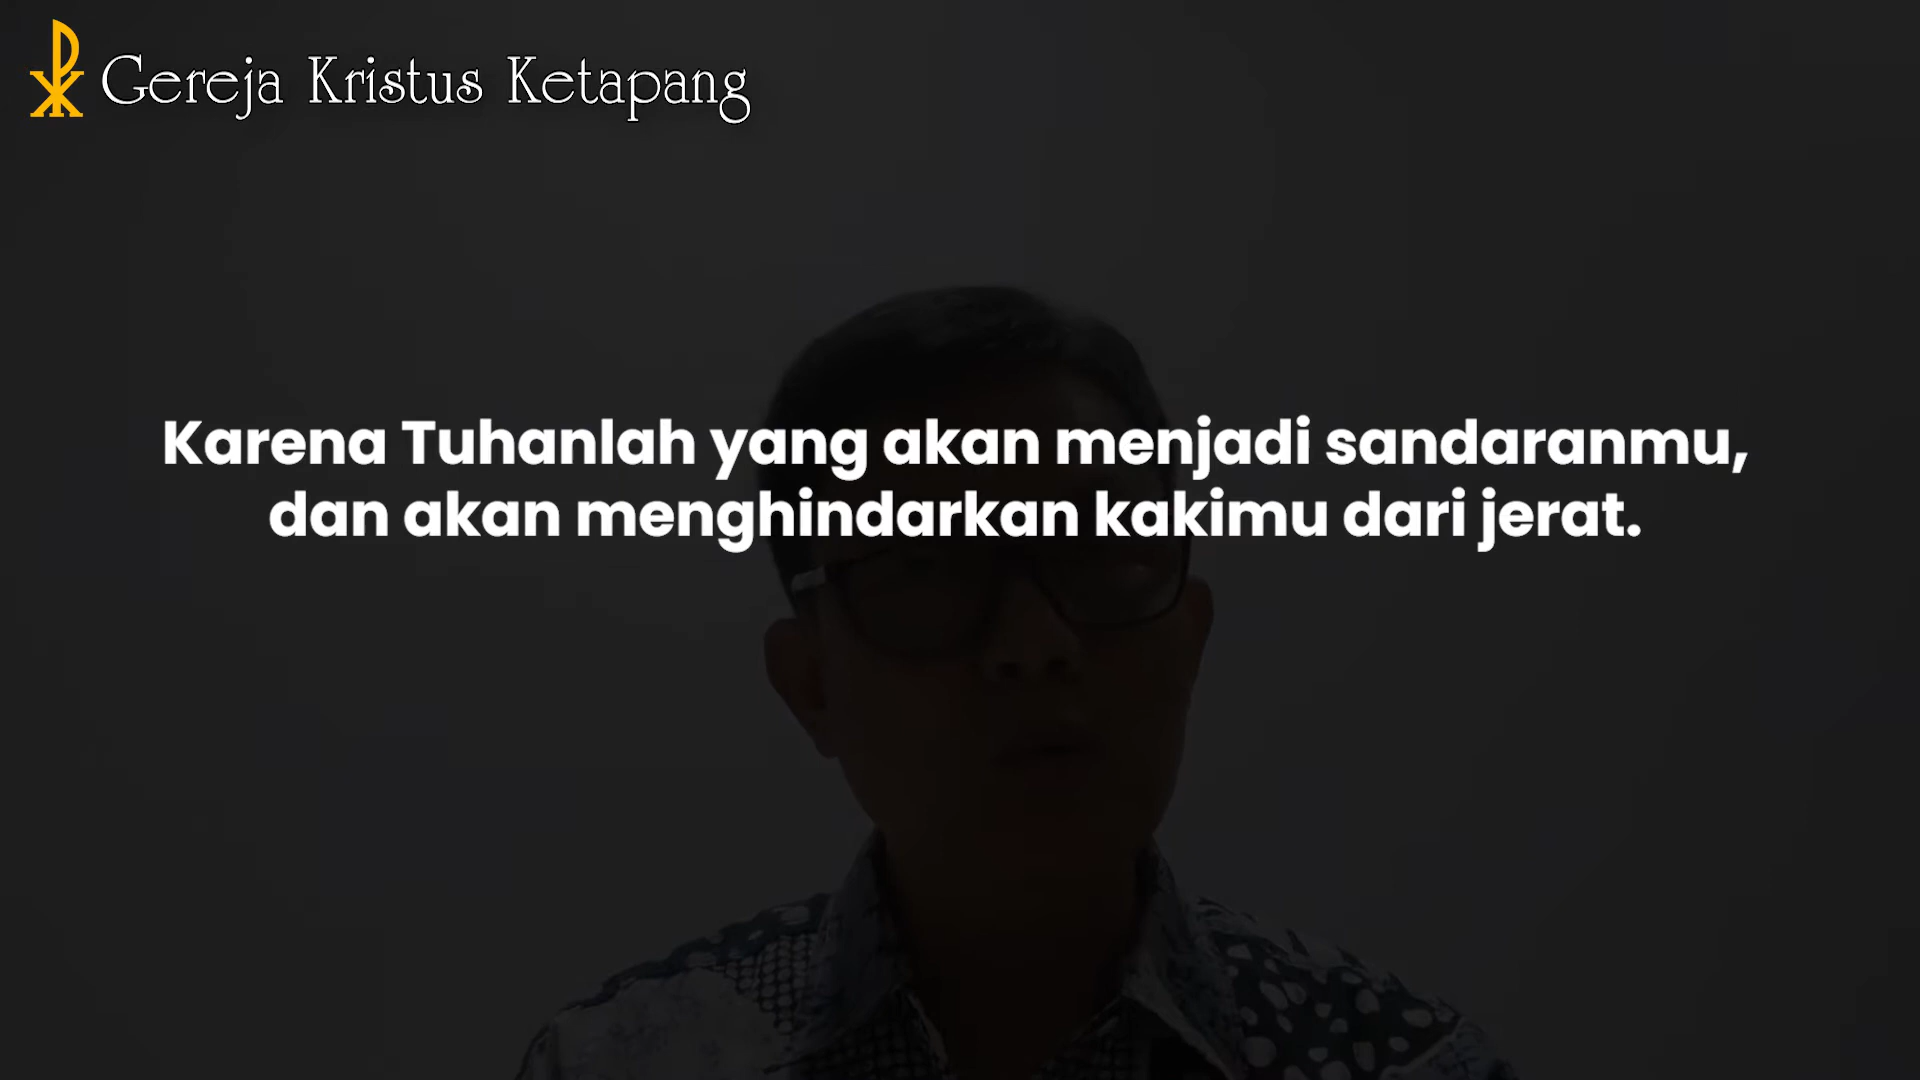 Gereja Kristus Ketapang
Karena Tuhanlah yang akan menjadi sandaranmu,
dan akan menghindarkan kakimu dari jerat.